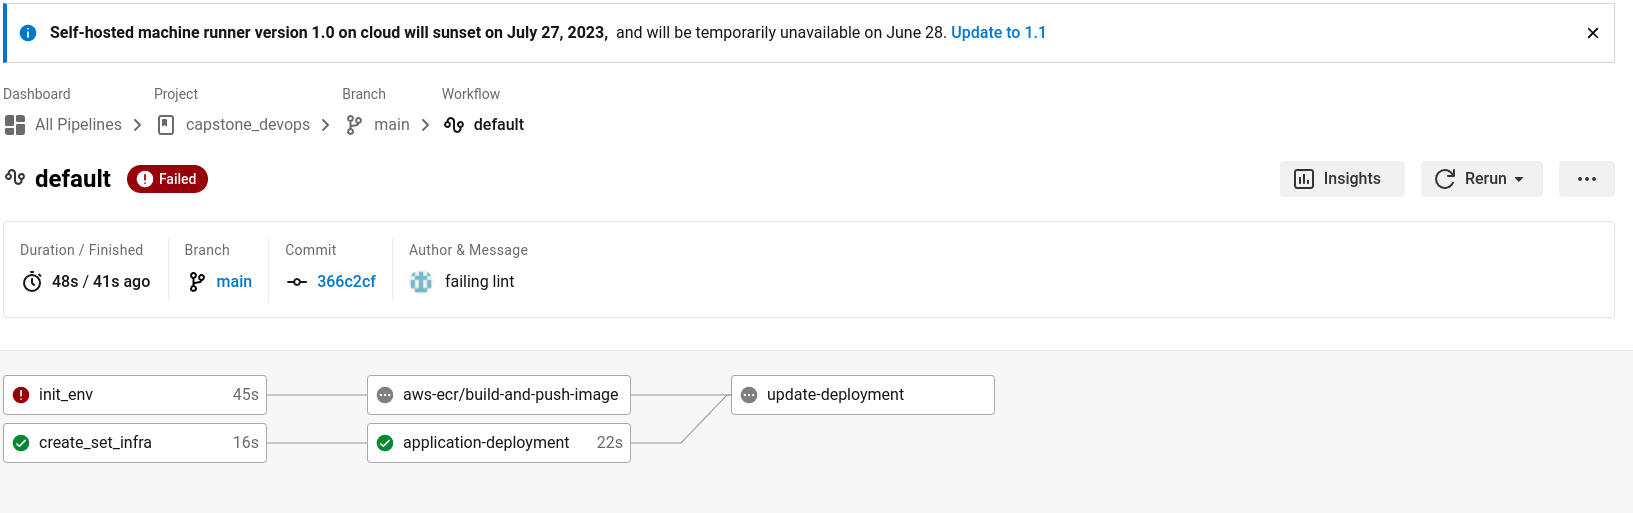 Self-hosted machine runner version 1.0 on cloud will sunset on July 27, 2023, and will be temporarily unavailable on June 28. Update to 1.1
Dashboard Project Branch Workflow
All Pipelines capstone_devops main default
default Failed Insights Rerun
Duration / Finished Branch Commit Author & Message
48s / 41s ago main 366c2cf failing lint
init_env 45s aws-ecr/build-and-push-image update-deployment
create_set_infra 16s application-deployment 22s